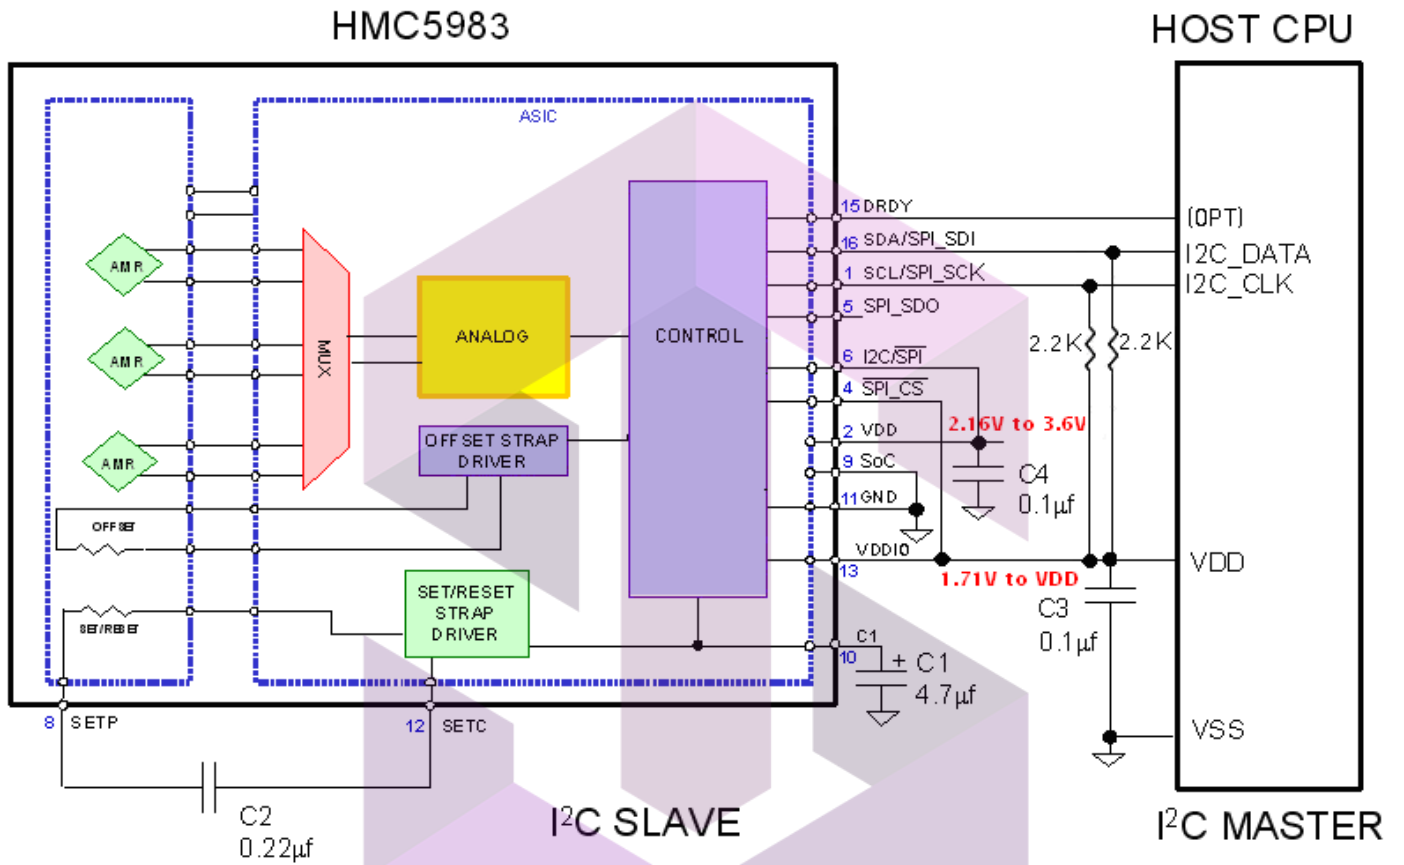 HMC5983
HOST CPU
ASIC
15 DRDY
(OPT)
16 SDA/SPI_SDI
I2C_DATA
1 SCL/SPI_SCK
I2C_CLK
5 SPI_SDO
AMR
MUX
ANALOG
CONTROL
2.2K
2.2K
6 I2C/SPI
AMR
4 SPI_CS
2.16V to 3.6V
2 VDD
OFFSET STRAP
DRIVER
AMR
9 SoC
C4
0.1µf
11 GND
OFFSET
VDDIO
13
VDD
1.71V to VDD
SET/RESET
STRAP
DRIVER
C3
0.1µf
SET/RESET
C1
10
+ C1
4.7µf
8 SETP
12 SETC
VSS
C2
0.22µf
I²C SLAVE
I²C MASTER